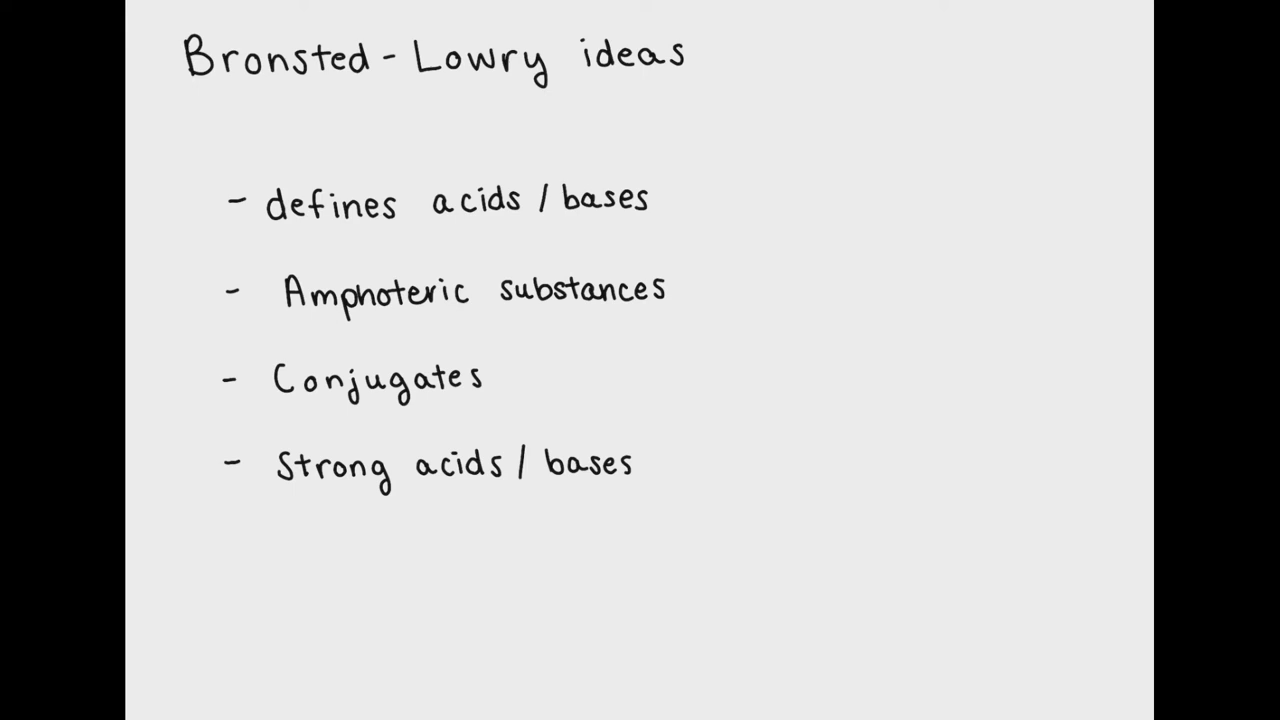 Bronsted - Lowry ideas
- defines acids / bases
- Amphoteric substances
- Conjugates
- Strong acids / bases